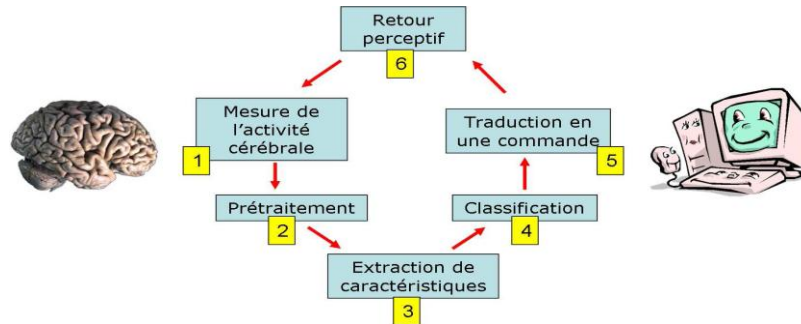 Retour
perceptif
6
Mesure de
l'activité
cérébrale
1
Traduction en
une commande
5
Prétraitement
2
Classification
4
Extraction de
caractéristiques
3